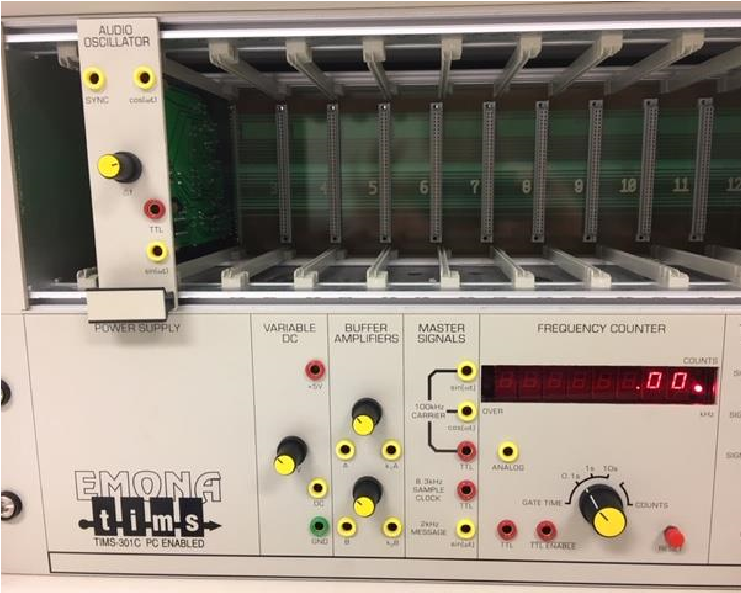 AUDIO
OSCILLATOR
SYNC
cos(ωt)
TTL
sin(ωt)
3
4
5
6
7
8
9
10
11
12
POWER SUPPLY
VARIABLE
DC
BUFFER
AMPLIFIERS
MASTER
SIGNALS
FREQUENCY COUNTER
COUNTS
+5V
sin(ωt)
.00.
100kHz
CARRIER
cos(ωt)
OVER
kHz
A
k₁A
TTL
ANALOG
0.1s
1s
10s
8.3kHz
SAMPLE
CLOCK
TTL
GATE TIME
COUNTS
DC
EMONA
tims
TIMS-301C PC ENABLED
GND
B
k₂B
2kHz
MESSAGE
sin(ωt)
TTL
TTL ENABLE
RESET